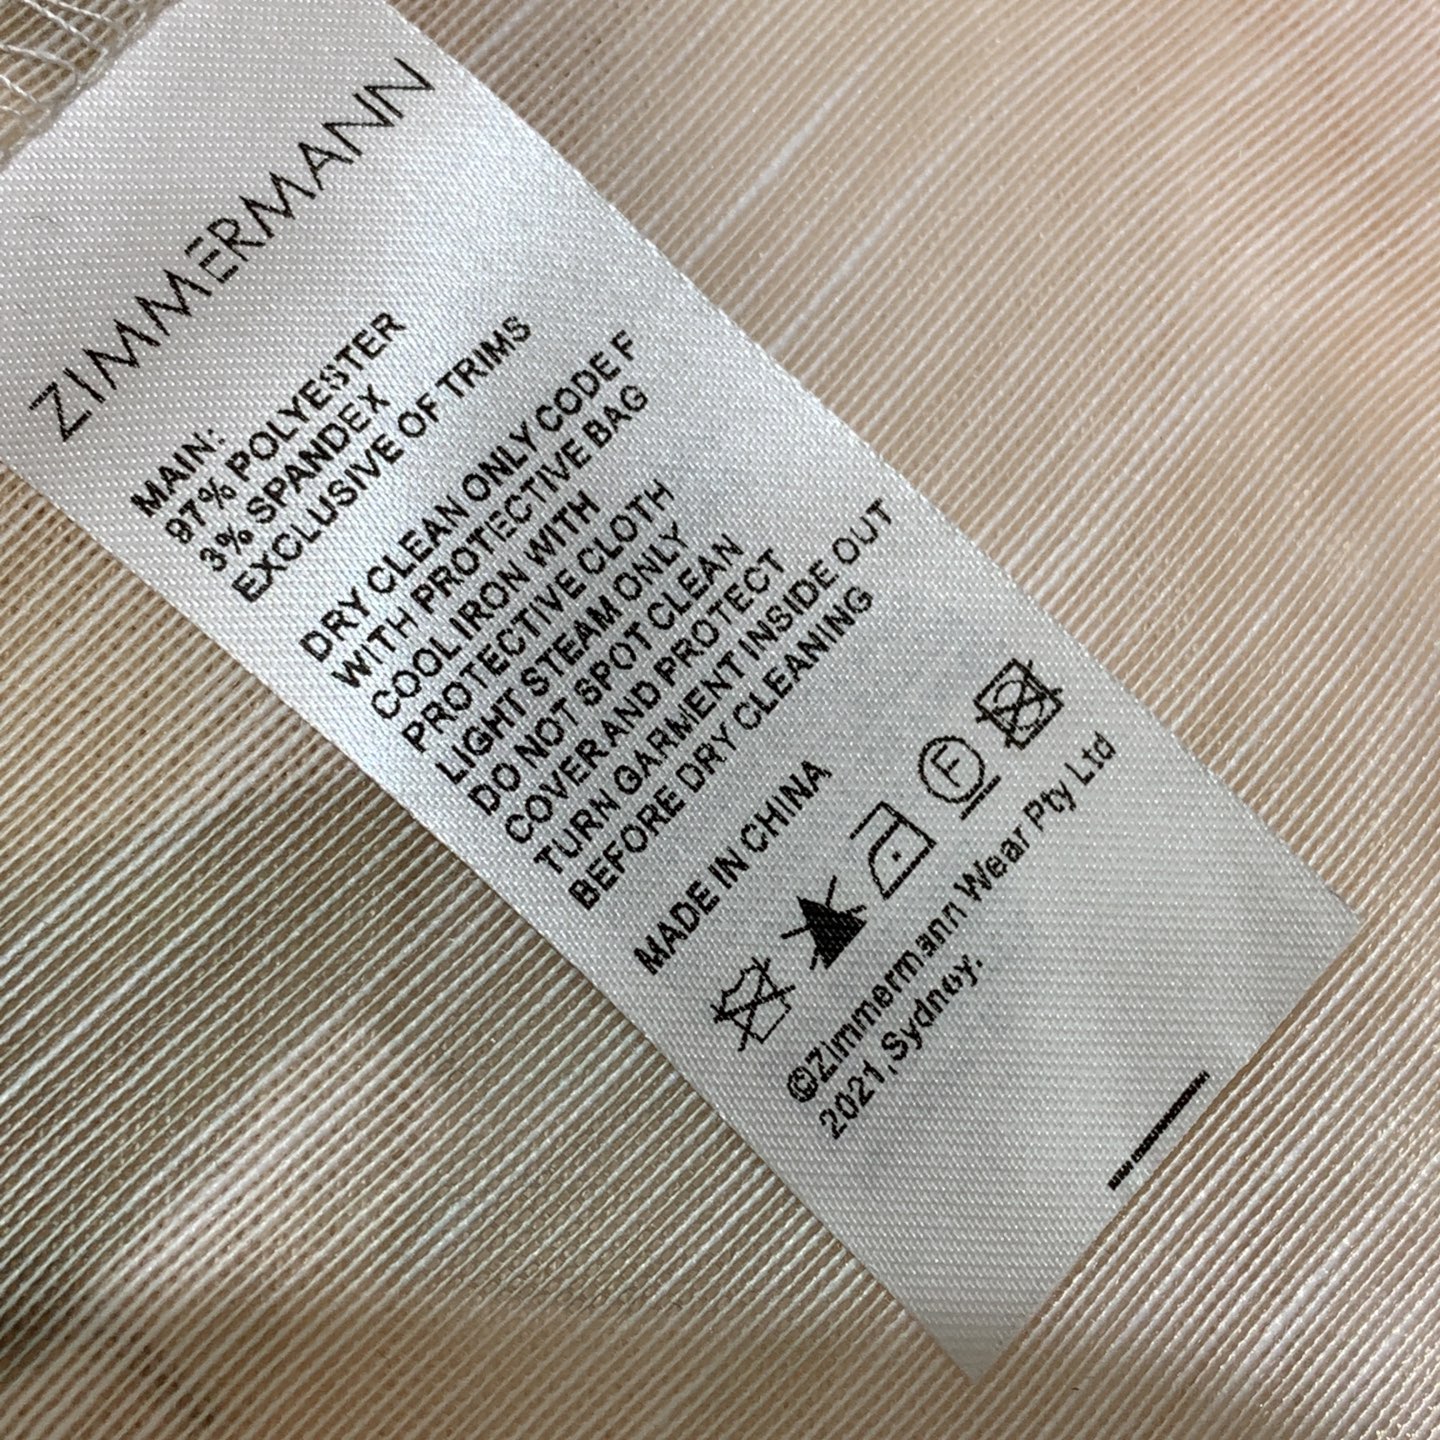 ZIMMERMANN
MAIN:
97% POLYESTER
3% SPANDEX
EXCLUSIVE OF TRIMS
DRY CLEAN ONLY CODE F
WITH PROTECTIVE BAG
COOL IRON WITH
PROTECTIVE CLOTH
LIGHT STEAM ONLY
DO NOT SPOT CLEAN
COVER AND PROTECT
TURN GARMENT INSIDE OUT
BEFORE DRY CLEANING
MADE IN CHINA
F
©Zimmermann Wear Pty Ltd
2021,Sydney.